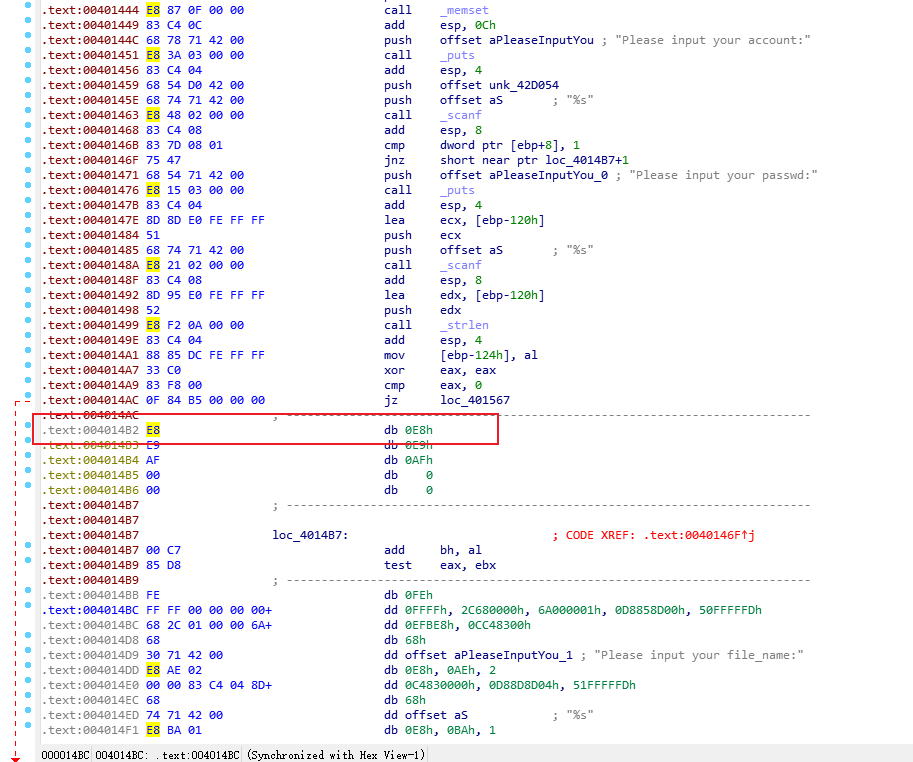 .text:00401444 E8 87 0F 00 00 call _memset
.text:00401449 83 C4 0C add esp, 0Ch
.text:0040144C 68 78 71 42 00 push offset aPleaseInputYou ; "Please input your account:"
.text:00401451 E8 3A 03 00 00 call _puts
.text:00401456 83 C4 04 add esp, 4
.text:00401459 68 54 D0 42 00 push offset unk_42D054
.text:0040145E 68 74 71 42 00 push offset aS ; "%s"
.text:00401463 E8 48 02 00 00 call _scanf
.text:00401468 83 C4 08 add esp, 8
.text:0040146B 83 7D 08 01 cmp dword ptr [ebp+8], 1
.text:0040146F 75 47 jnz short near ptr loc_4014B7+1
.text:00401471 68 54 71 42 00 push offset aPleaseInputYou_0 ; "Please input your passwd:"
.text:00401476 E8 15 03 00 00 call _puts
.text:0040147B 83 C4 04 add esp, 4
.text:0040147E 8D 8D E0 FE FF FF lea ecx, [ebp-120h]
.text:00401484 51 push ecx
.text:00401485 68 74 71 42 00 push offset aS ; "%s"
.text:0040148A E8 21 02 00 00 call _scanf
.text:0040148F 83 C4 08 add esp, 8
.text:00401492 8D 95 E0 FE FF FF lea edx, [ebp-120h]
.text:00401498 52 push edx
.text:00401499 E8 F2 0A 00 00 call _strlen
.text:0040149E 83 C4 04 add esp, 4
.text:004014A1 88 85 DC FE FF FF mov [ebp-124h], al
.text:004014A7 33 C0 xor eax, eax
.text:004014A9 83 F8 00 cmp eax, 0
.text:004014AC 0F 84 B5 00 00 00 jz loc_401567
.text:004014AC ; ---------------------------------------------------------------------------
.text:004014B2 E8 db 0E8h
.text:004014B3 E9 db 0E9h
.text:004014B4 AF db 0AFh
.text:004014B5 00 db 0
.text:004014B6 00 db 0
.text:004014B7 ; ---------------------------------------------------------------------------
.text:004014B7
.text:004014B7 loc_4014B7: ; CODE XREF: .text:0040146F↑j
.text:004014B7 00 C7 add bh, al
.text:004014B9 85 D8 test eax, ebx
.text:004014B9 ; ---------------------------------------------------------------------------
.text:004014BB FE db 0FEh
.text:004014BC FF FF 00 00 00 00+ dd 0FFFFh, 2C680000h, 6A000001h, 0D8858D00h, 50FFFFFDh
.text:004014BC 68 2C 01 00 00 6A+ dd 0EFBE8h, 0CC48300h
.text:004014D8 68 db 68h
.text:004014D9 30 71 42 00 dd offset aPleaseInputYou_1 ; "Please input your file_name:"
.text:004014DD E8 AE 02 db 0E8h, 0AEh, 2
.text:004014E0 00 00 83 C4 04 8D+ dd 0C4830000h, 0D88D8D04h, 51FFFFFDh
.text:004014EC 68 db 68h
.text:004014ED 74 71 42 00 dd offset aS ; "%s"
.text:004014F1 E8 BA 01 db 0E8h, 0BAh, 1
000014BC 004014BC: .text:004014BC (Synchronized with Hex View-1)